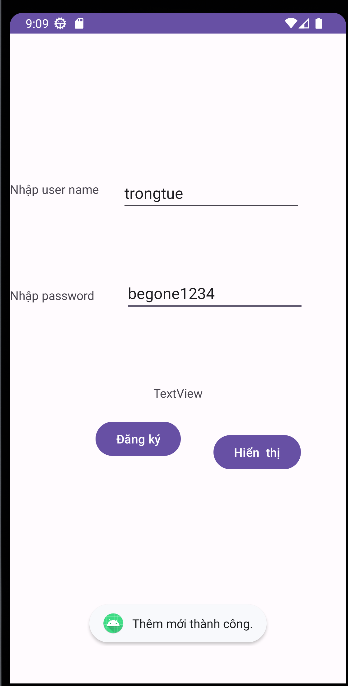 9:09
Nhập user name
trongtue
Nhập password
begone1234
TextView
Đăng ký
Hiển  thị
Thêm mới thành công.